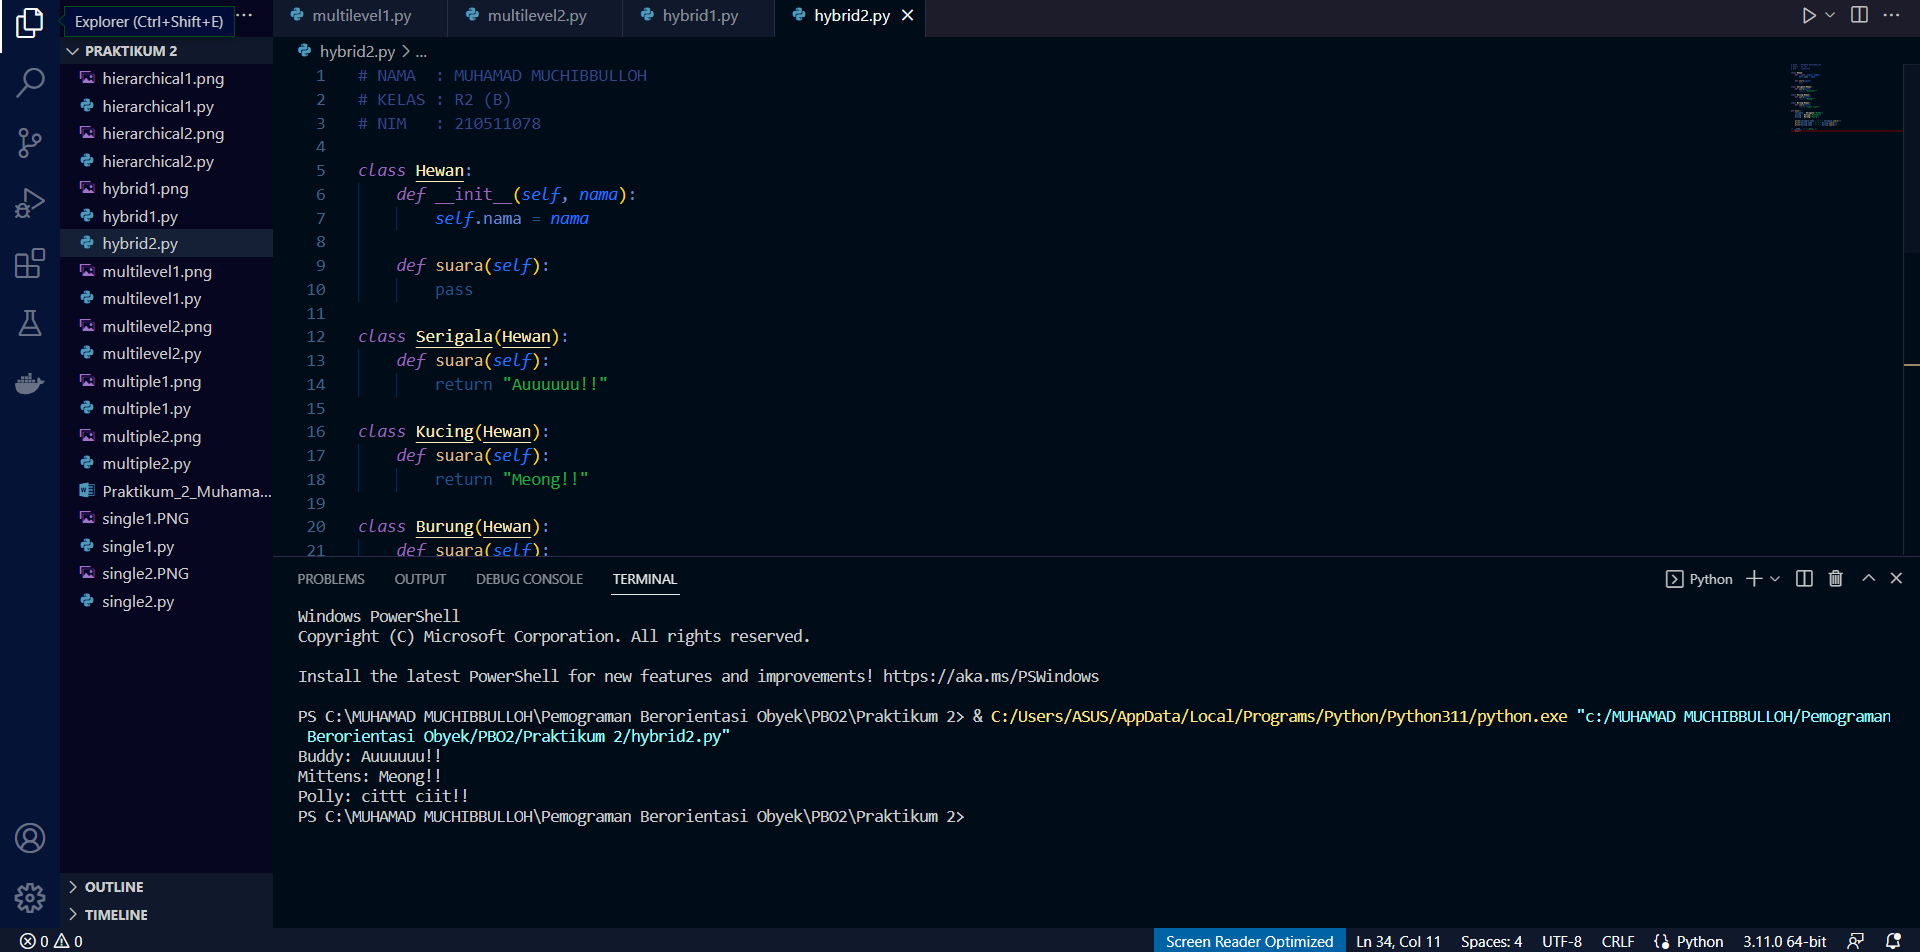 Explorer (Ctrl+Shift+E) ...
multilevel1.py multilevel2.py hybrid1.py hybrid2.py
PRAKTIKUM 2
hierarchical1.png
hierarchical1.py
hierarchical2.png
hierarchical2.py
hybrid1.png
hybrid1.py
hybrid2.py
multilevel1.png
multilevel1.py
multilevel2.png
multilevel2.py
multiple1.png
multiple1.py
multiple2.png
multiple2.py
Praktikum_2_Muhama...
single1.PNG
single1.py
single2.PNG
single2.py
OUTLINE
TIMELINE
hybrid2.py > ...
1 # NAMA  : MUHAMAD MUCHIBBULLOH
2 # KELAS : R2 (B)
3 # NIM   : 210511078
4
5 class Hewan:
6     def __init__(self, nama):
7         self.nama = nama
8
9     def suara(self):
10         pass
11
12 class Serigala(Hewan):
13     def suara(self):
14         return "Auuuuuu!!"
15
16 class Kucing(Hewan):
17     def suara(self):
18         return "Meong!!"
19
20 class Burung(Hewan):
21     def suara(self):
PROBLEMS OUTPUT DEBUG CONSOLE TERMINAL Python
Windows PowerShell
Copyright (C) Microsoft Corporation. All rights reserved.
Install the latest PowerShell for new features and improvements! https://aka.ms/PSWindows
PS C:\MUHAMAD MUCHIBBULLOH\Pemograman Berorientasi Obyek\PBO2\Praktikum 2> & C:/Users/ASUS/AppData/Local/Programs/Python/Python311/python.exe "c:/MUHAMAD MUCHIBBULLOH/Pemograman
Berorientasi Obyek/PBO2/Praktikum 2/hybrid2.py"
Buddy: Auuuuuu!!
Mittens: Meong!!
Polly: cittt ciit!!
PS C:\MUHAMAD MUCHIBBULLOH\Pemograman Berorientasi Obyek\PBO2\Praktikum 2>
0 0 Screen Reader Optimized Ln 34, Col 11 Spaces: 4 UTF-8 CRLF Python 3.11.0 64-bit